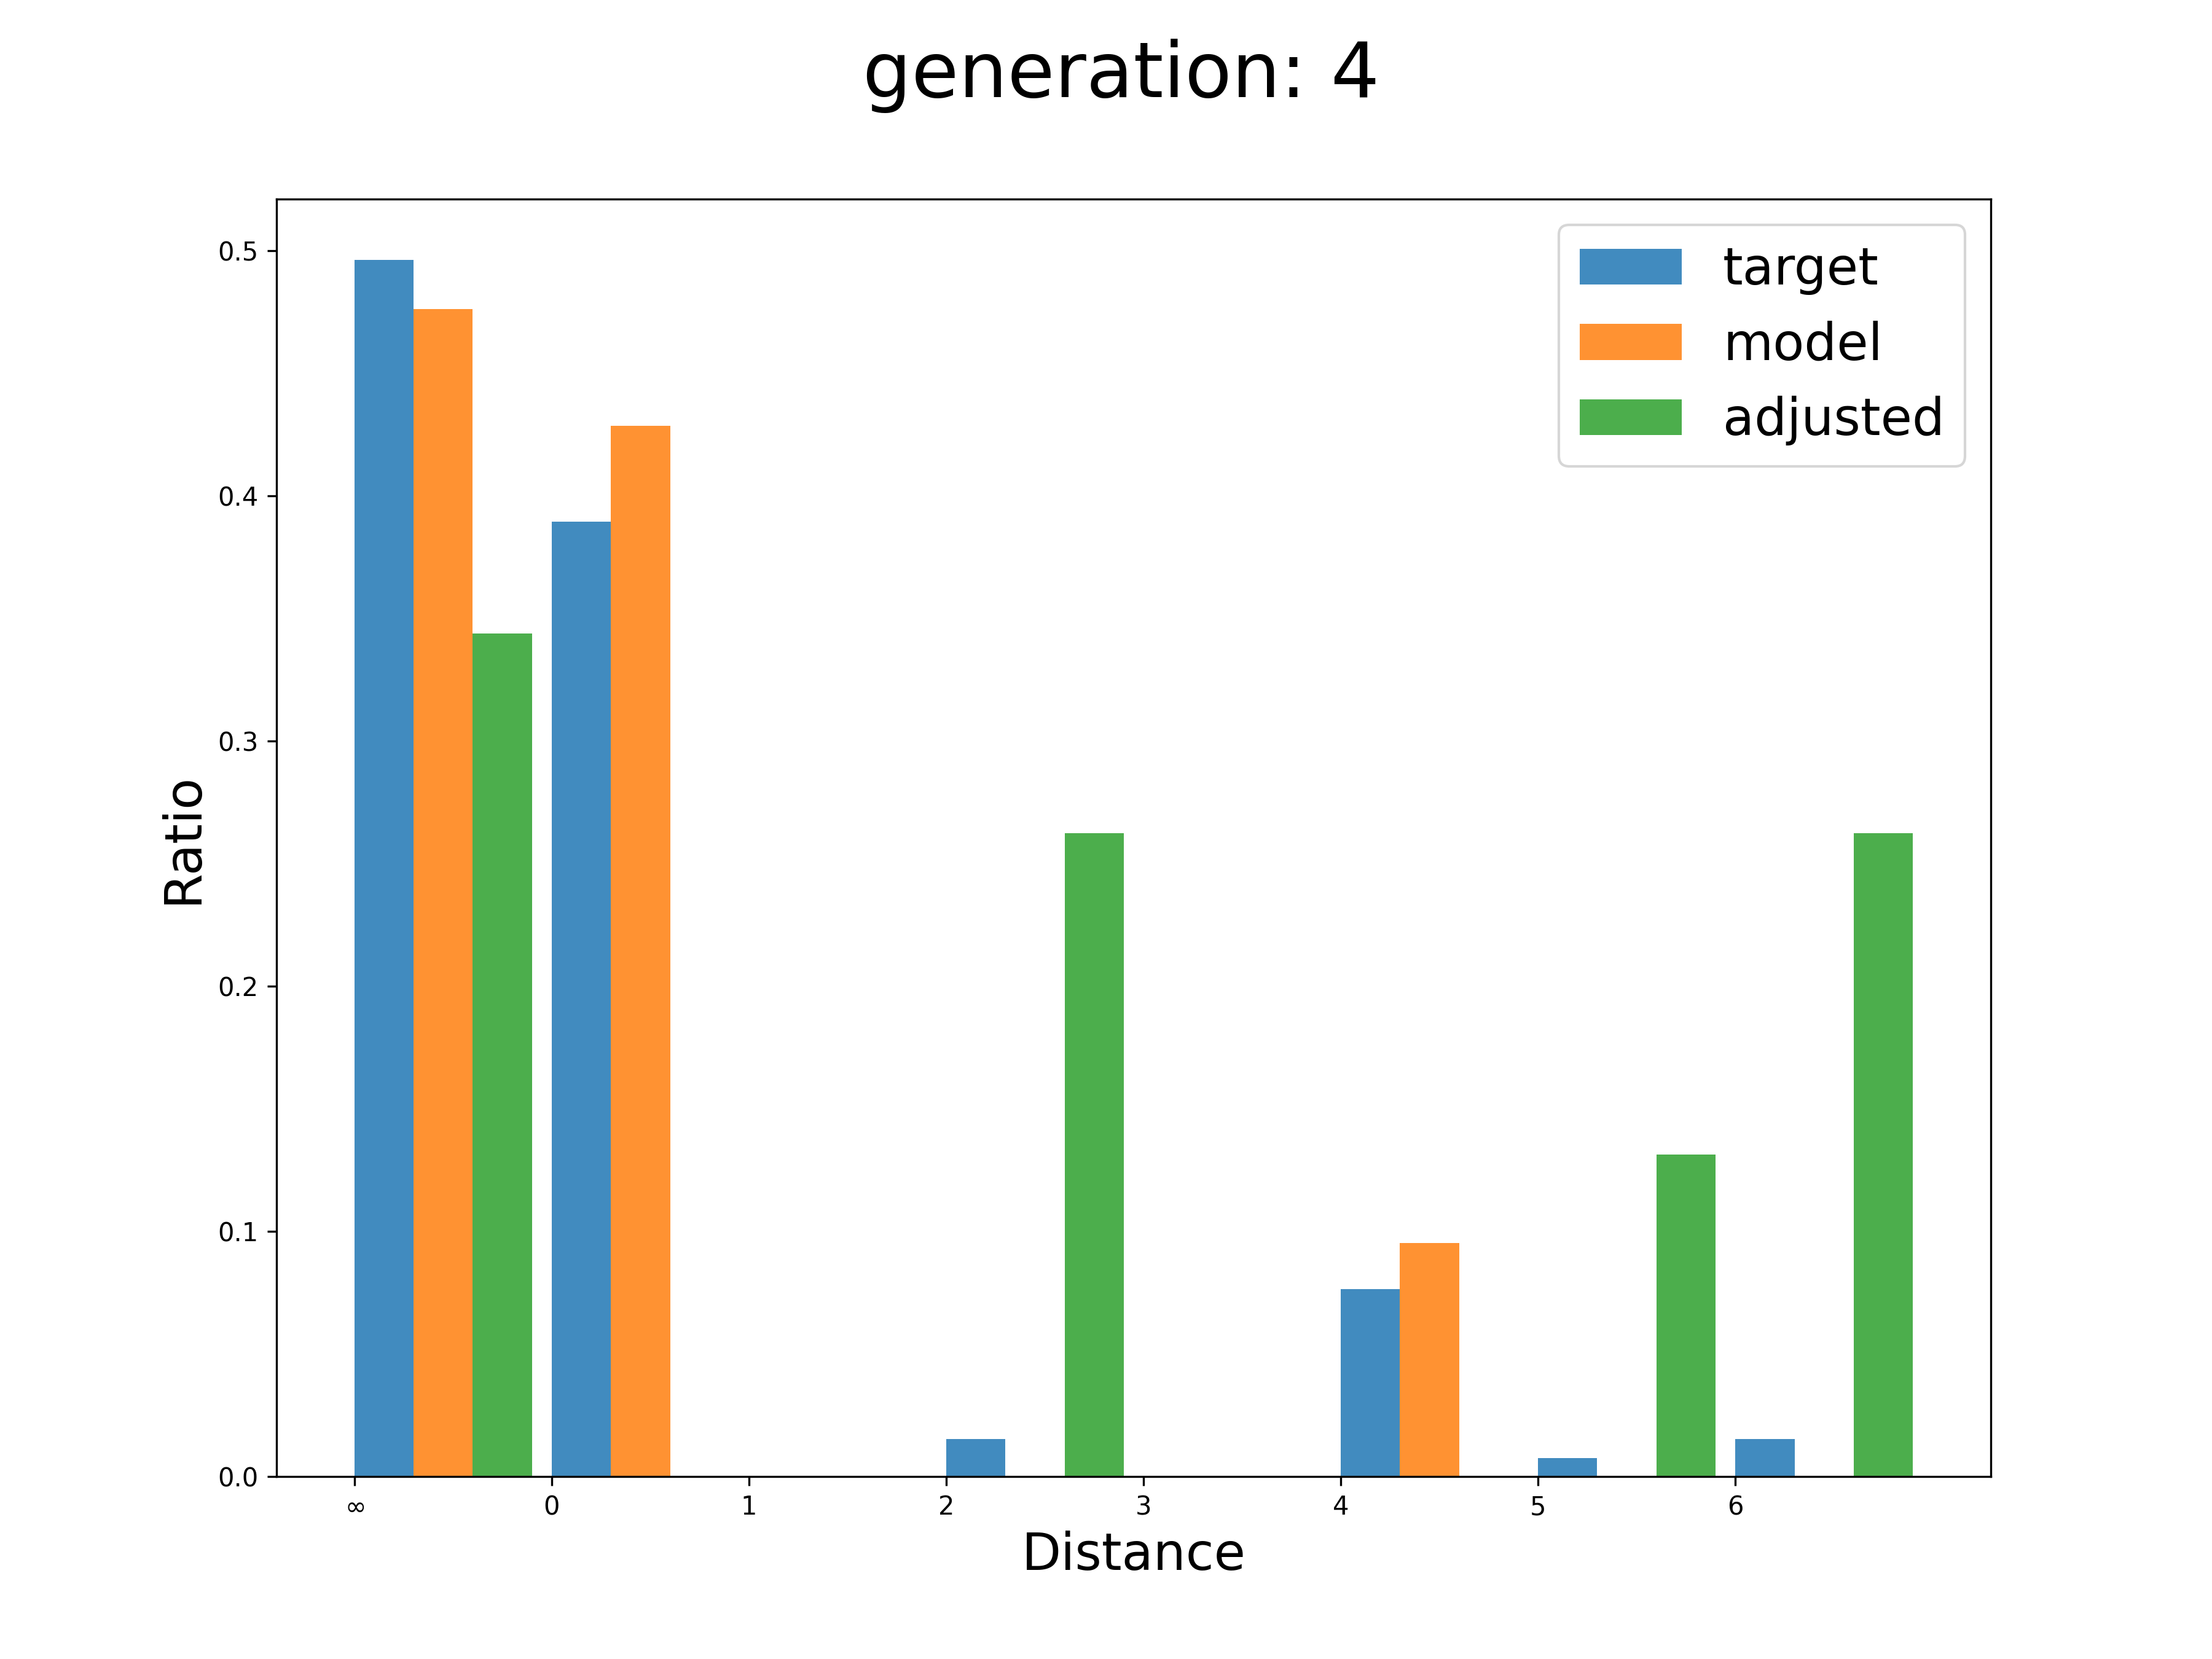 generation: 4
target
model
adjusted
0.5
0.4
0.3
0.2
0.1
0.0
Ratio
∞ 0 1 2 3 4 5 6
Distance